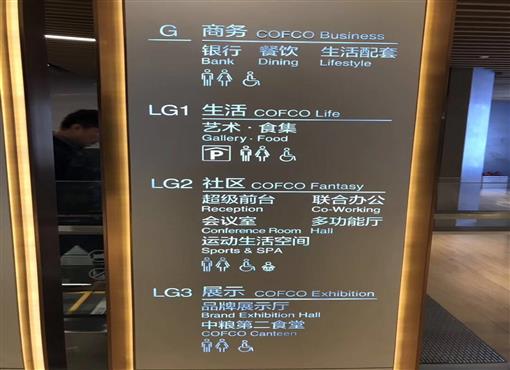 G 商务 COFCO Business
银行 餐饮 生活配套
Bank Dining Lifestyle
LG1 生活 COFCO Life
艺术·食集
Gallery·Food
P
LG2 社区 COFCO Fantasy
超级前台 联合办公
Reception Co-Working
会议室 多功能厅
Conference Room Hall
运动生活空间
Sports & SPA
LG3 展示 COFCO Exhibition
品牌展示厅
Brand Exhibition Hall
中粮第二食堂
COFCO Canteen